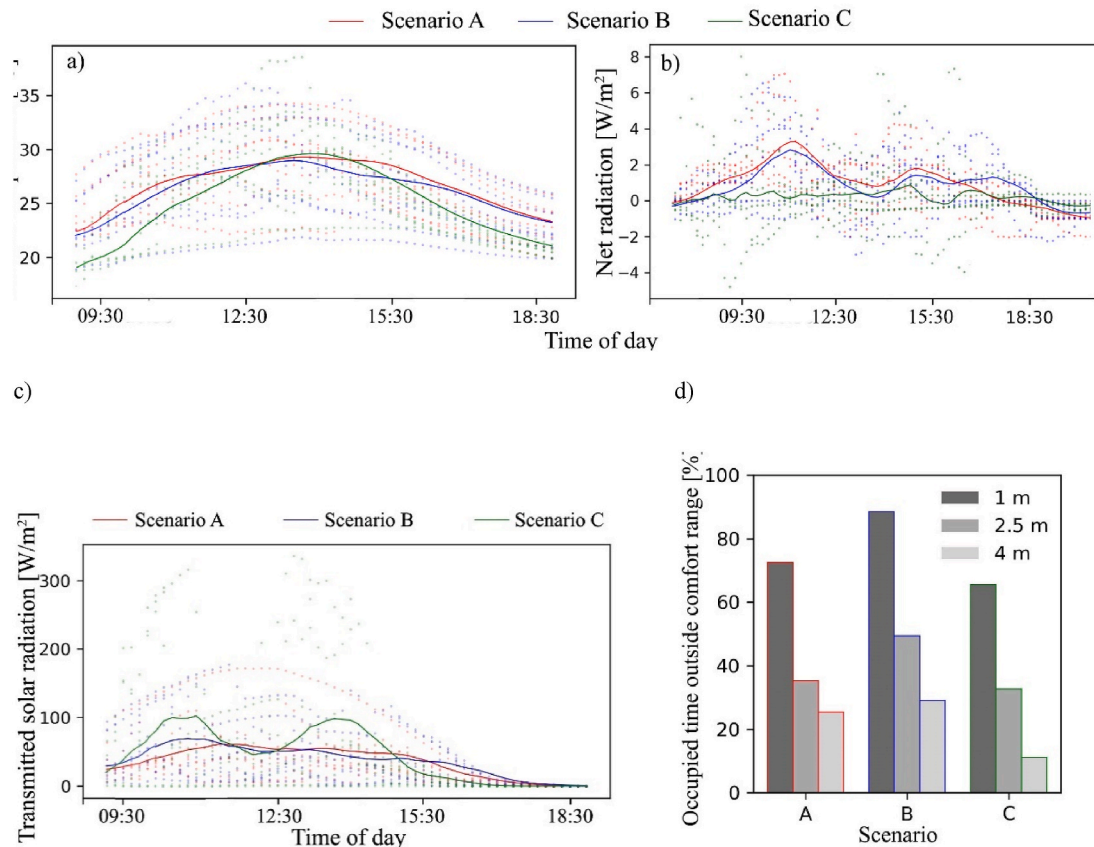 Scenario A Scenario B Scenario C
a)
35
30
25
20
09:30 12:30 15:30 18:30
b)
Net radiation [W/m²]
8
6
4
2
0
−2
−4
09:30 12:30 15:30 18:30
Time of day
c)
d)
Scenario A Scenario B Scenario C
Transmitted solar radiation [W/m²]
300
200
100
0
09:30 12:30 15:30 18:30
Time of day
Occupied time outside comfort range [%]
100
80
60
40
20
0
1 m
2.5 m
4 m
A B C
Scenario